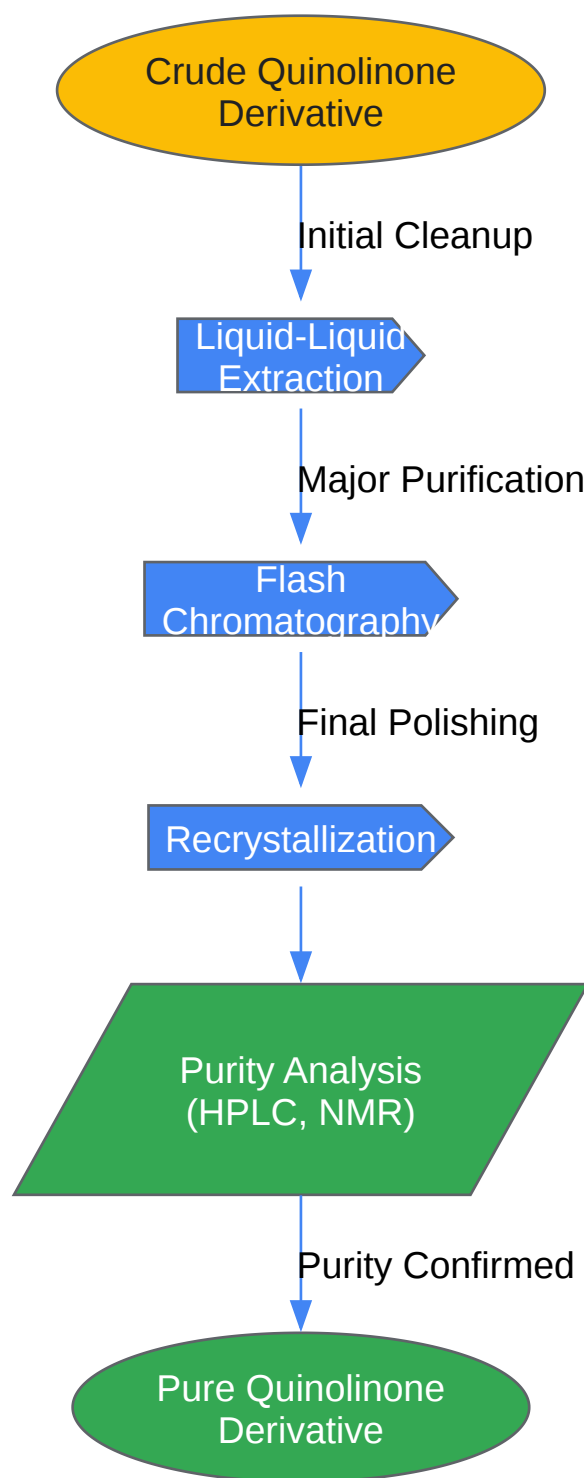 Crude Quinolinone
Derivative
Initial Cleanup
Liquid-Liquid
Extraction
Major Purification
Flash
Chromatography
Final Polishing
Recrystallization
Purity Analysis
(HPLC, NMR)
Purity Confirmed
Pure Quinolinone
Derivative